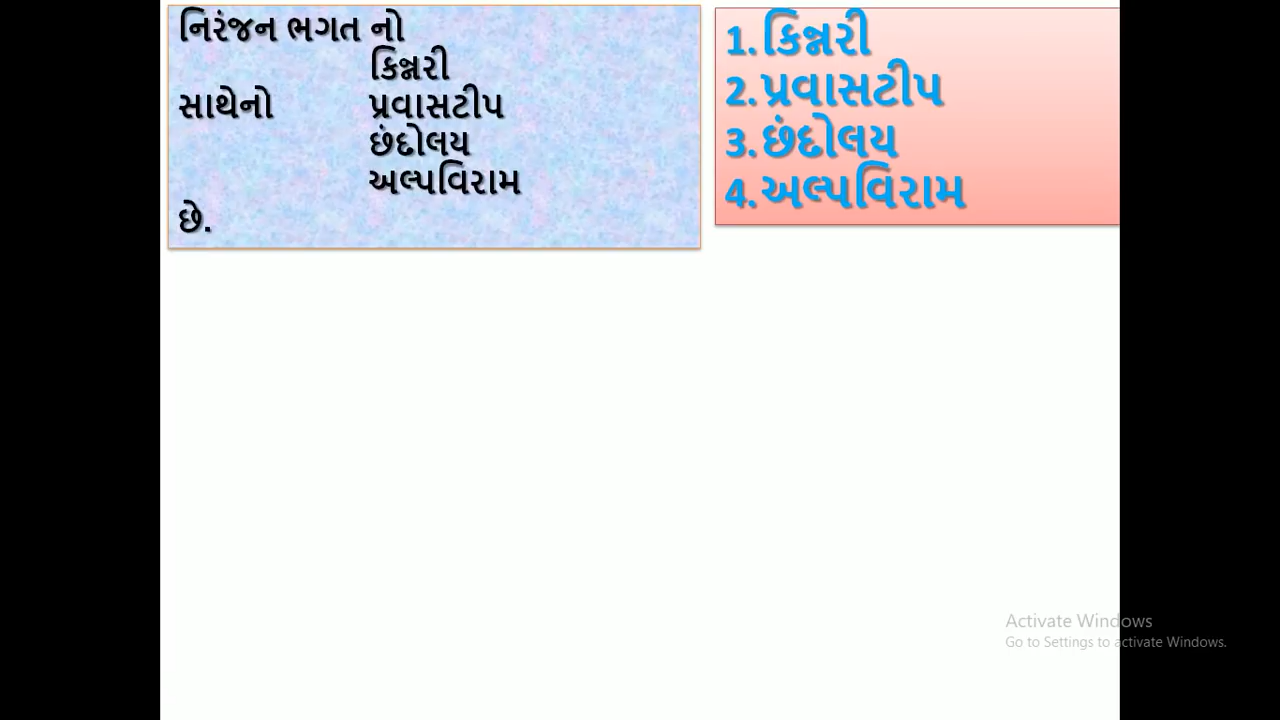 નિરંજન ભગત નો
કિન્નરી
સાથેનો પ્રવાસટીપ
છંદોલય
અલ્પવિરામ
છે.
1. કિન્નરી
2. પ્રવાસટીપ
3. છંદોલય
4. અલ્પવિરામ
Activate Windows
Go to Settings to activate Windows.